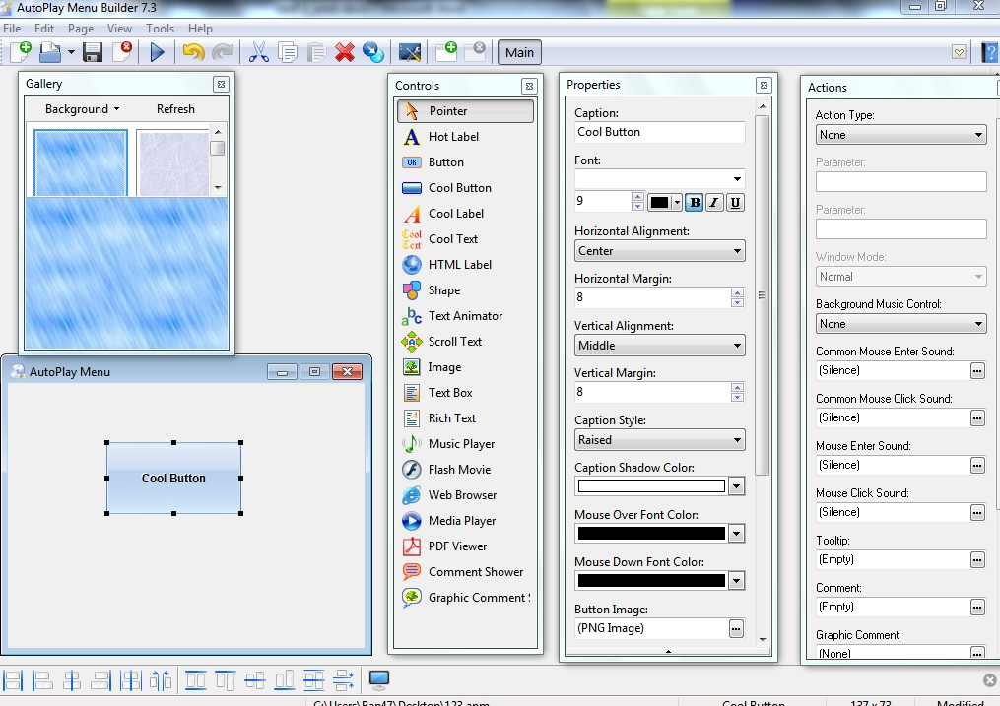 AutoPlay Menu Builder 7.3
File Edit Page View Tools Help
Main
Gallery
Background Refresh
AutoPlay Menu
Cool Button
Controls
Pointer
A Hot Label
OK Button
Cool Button
A Cool Label
Cool Text Cool Text
HTML Label
Shape
abc Text Animator
A Scroll Text
Image
Text Box
Rich Text
Music Player
Flash Movie
Web Browser
Media Player
PDF Viewer
Comment Shower
Graphic Comment
Properties
Caption:
Cool Button
Font:
9 B I U
Horizontal Alignment:
Center
Horizontal Margin:
8
Vertical Alignment:
Middle
Vertical Margin:
8
Caption Style:
Raised
Caption Shadow Color:
Mouse Over Font Color:
Mouse Down Font Color:
Button Image:
(PNG Image) ...
Actions
Action Type:
None
Parameter:
Parameter:
Window Mode:
Normal
Background Music Control:
None
Common Mouse Enter Sound:
(Silence) ...
Common Mouse Click Sound:
(Silence) ...
Mouse Enter Sound:
(Silence) ...
Mouse Click Sound:
(Silence) ...
Tooltip:
(Empty) ...
Comment:
(Empty) ...
Graphic Comment:
(None) ...
C:\Users\Ran47\Desktop\123.apm Cool Button 137 x 73 Modified